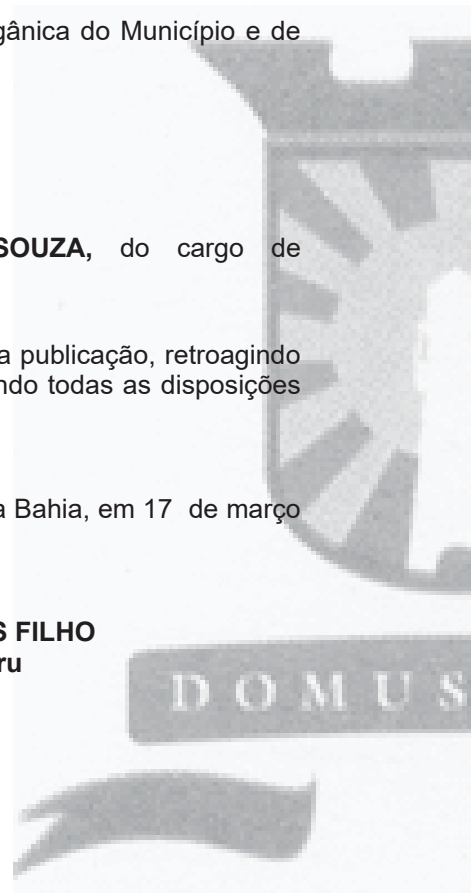 gânica do Município e de
SOUZA, do cargo de
a publicação, retroagindo
ndo todas as disposições
a Bahia, em 17 de março
S FILHO
ru
DOMUS